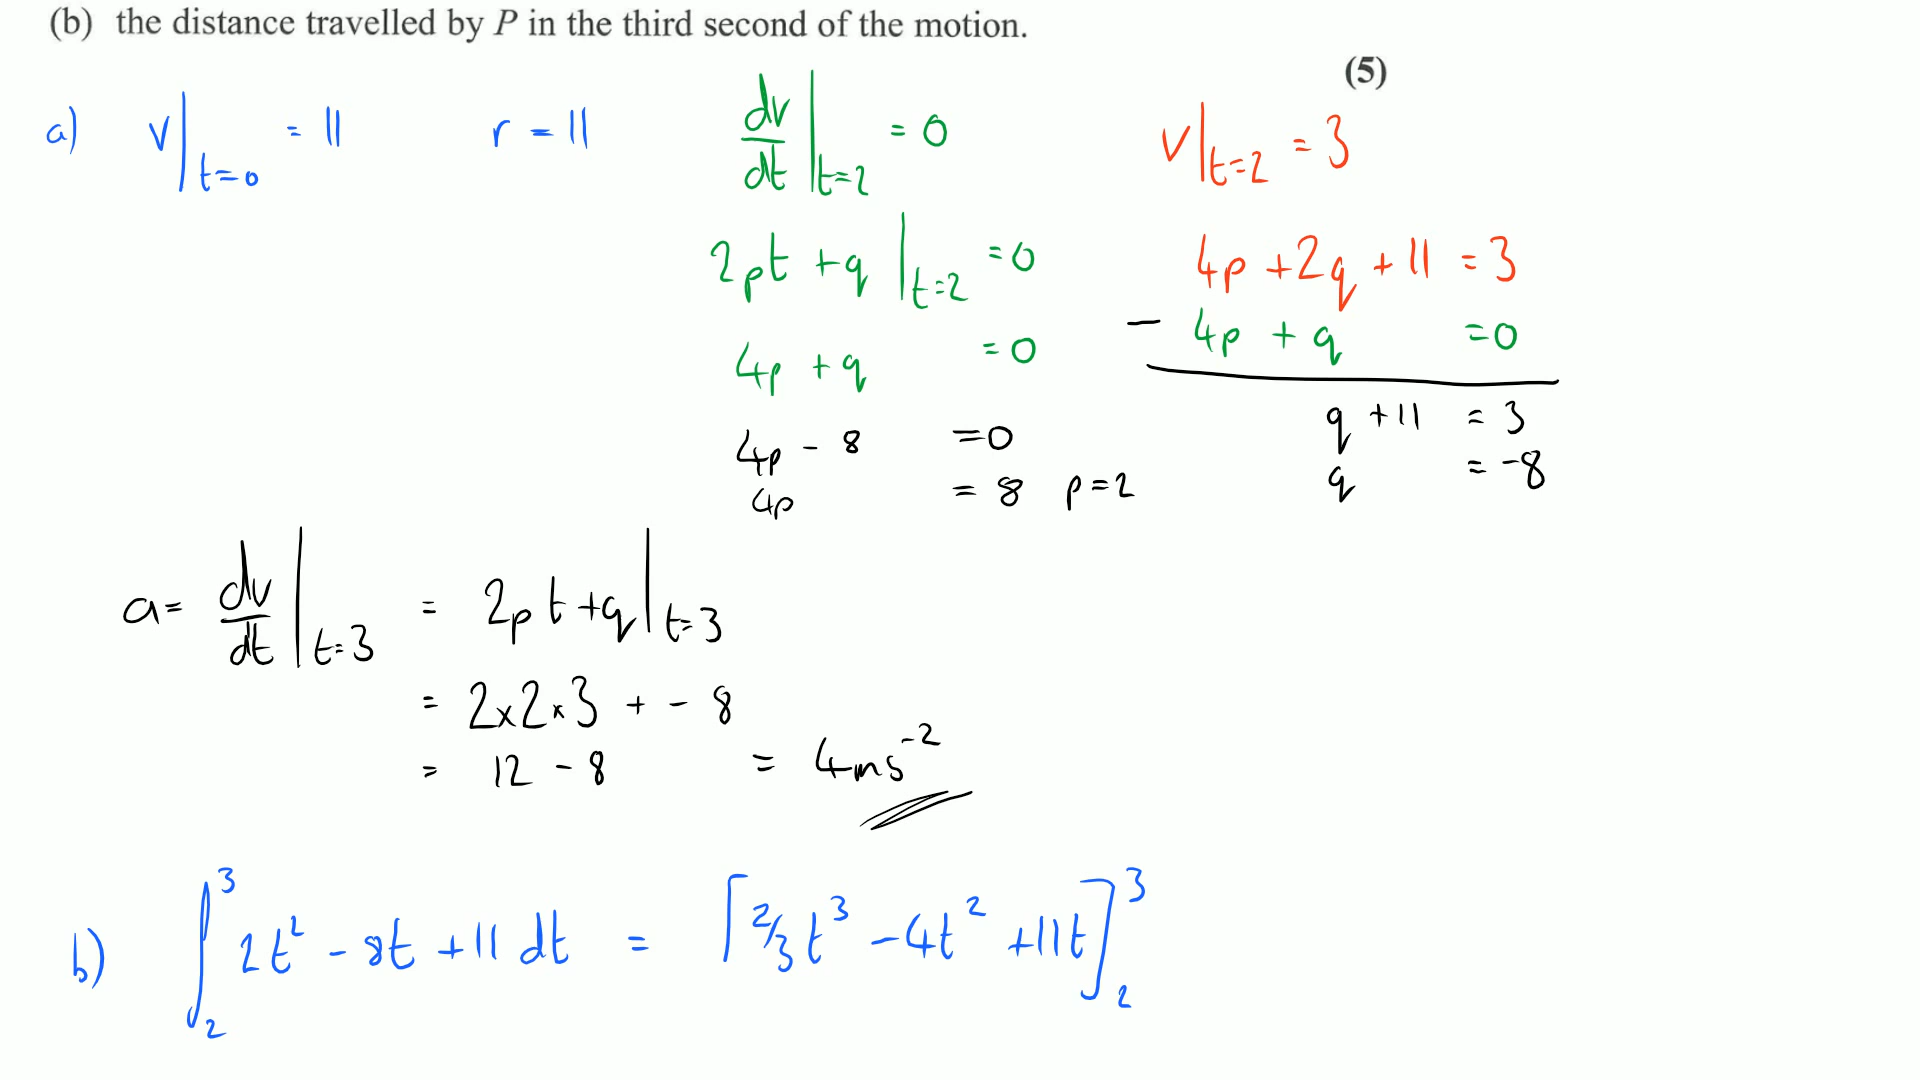 (b) the distance travelled by P in the third second of the motion.
(5)
a) v|t=0 = 11 r = 11
dv/dt|t=2 = 0
2pt + q|t=2 = 0
4p + q = 0
4p - 8 = 0
4p = 8 p = 2
v|t=2 = 3
4p + 2q + 11 = 3
- 4p + q = 0
q + 11 = 3
q = -8
a = dv/dt|t=3 = 2pt + q|t=3
= 2×2×3 + - 8
= 12 - 8 = 4ms⁻²
b) ∫₂³ 2t² - 8t + 11 dt = [2/3t³ - 4t² + 11t]₂³